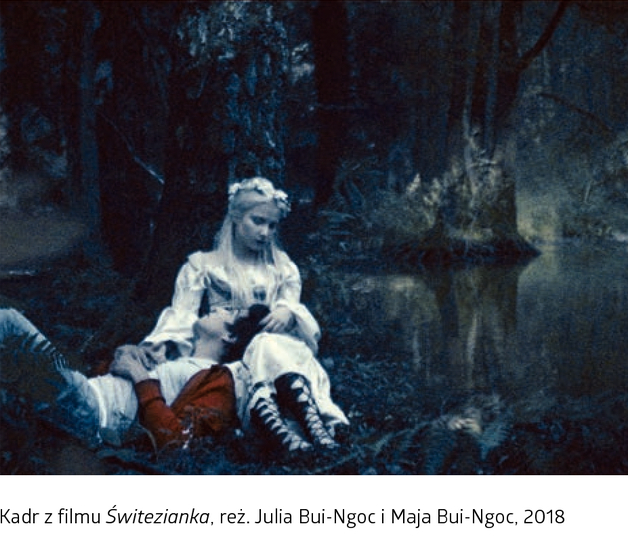 Kadr z filmu Świtezianka, reż. Julia Bui-Ngoc i Maja Bui-Ngoc, 2018